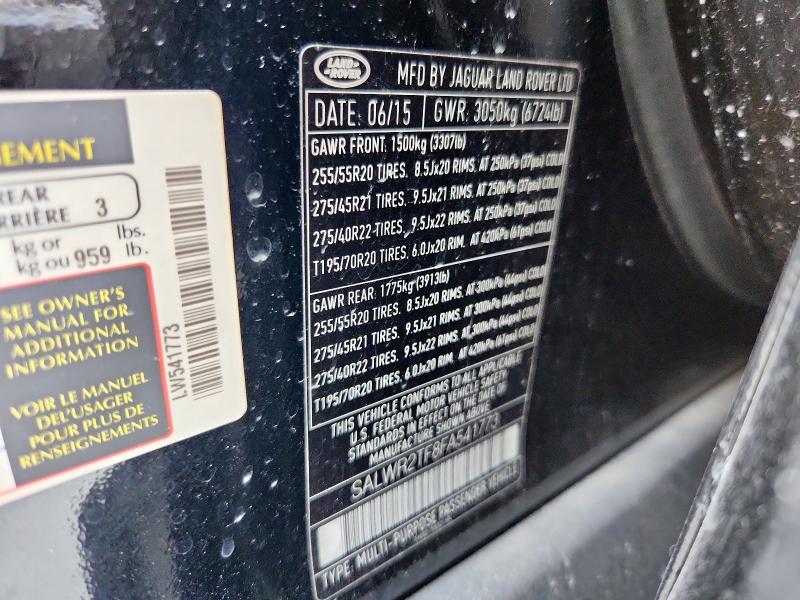 EMENT
REAR
RRIÈRE 3
kg or lbs.
kg ou 959 lb.
SEE OWNER'S
MANUAL FOR
ADDITIONAL
INFORMATION
VOIR LE MANUEL
DEL'USAGER
POUR PLUS DE
RENSEIGNEMENTS
LW541773
LAND ROVER
MFD BY JAGUAR LAND ROVER LTD
DATE: 06/15 GWR: 3050kg (6724lb)
GAWR FRONT: 1500kg (3307lb)
255/55R20 TIRES. 8.5Jx20 RIMS. AT 250kPa (37psi) COLD
275/45R21 TIRES. 9.5Jx21 RIMS. AT 250kPa (37psi) COLD
275/40R22 TIRES. 9.5Jx22 RIMS. AT 250kPa (37psi) COLD
T195/70R20 TIRES. 6.0Jx20 RIM. AT 420kPa (61psi) COLD
GAWR REAR: 1775kg (3913lb)
255/55R20 TIRES. 8.5Jx20 RIMS. AT 300kPa (44psi) COLD
275/45R21 TIRES. 9.5Jx21 RIMS. AT 300kPa (44psi) COLD
275/40R22 TIRES. 9.5Jx22 RIMS. AT 300kPa (44psi) COLD
T195/70R20 TIRES. 6.0Jx20 RIM. AT 420kPa (61psi) COLD
THIS VEHICLE CONFORMS TO ALL APPLICABLE
U.S. FEDERAL MOTOR VEHICLE SAFETY
STANDARDS IN EFFECT ON THE DATE OF
MANUFACTURE SHOWN ABOVE.
SALWR2TF8FA541773
TYPE: MULTI-PURPOSE PASSENGER VEHICLE